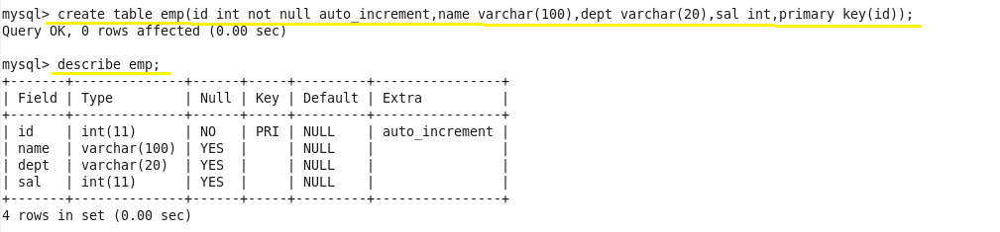 mysql> create table emp(id int not null auto_increment,name varchar(100),dept varchar(20),sal int,primary key(id));
Query OK, 0 rows affected (0.00 sec)
mysql> describe emp;
+-------+--------------+------+-----+---------+----------------+
| Field | Type         | Null | Key | Default | Extra          |
+-------+--------------+------+-----+---------+----------------+
| id    | int(11)      | NO   | PRI | NULL    | auto_increment |
| name  | varchar(100) | YES  |     | NULL    |                |
| dept  | varchar(20)  | YES  |     | NULL    |                |
| sal   | int(11)      | YES  |     | NULL    |                |
+-------+--------------+------+-----+---------+----------------+
4 rows in set (0.00 sec)